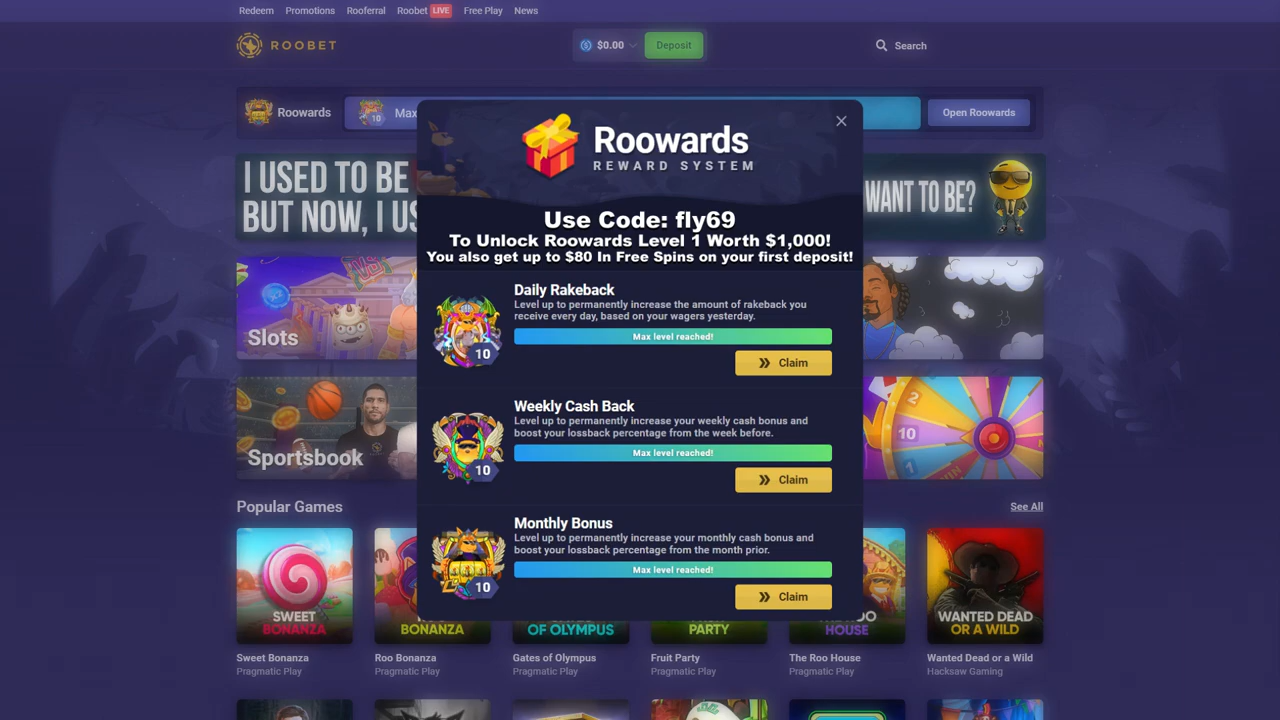 Redeem Promotions Rooferral Roobet LIVE Free Play News
ROOBET $0.00 Deposit Search
Roowards 10 Max Open Roowards
Roowards
REWARD SYSTEM
I USED TO BE
BUT NOW, I US
WANT TO BE?
Use Code: fly69
To Unlock Roowards Level 1 Worth $1,000!
You also get up to $80 In Free Spins on your first deposit!
Slots
Daily Rakeback
Level up to permanently increase the amount of rakeback you
receive every day, based on your wagers yesterday.
Max level reached!
10
Claim
Sportsbook
2
10
1
Weekly Cash Back
Level up to permanently increase your weekly cash bonus and
boost your lossback percentage from the week before.
Max level reached!
10
Claim
Popular Games See All
Monthly Bonus
Level up to permanently increase your monthly cash bonus and
boost your lossback percentage from the month prior.
Max level reached!
10
Claim
SWEET
BONANZA
BONANZA
OF OLYMPUS
PARTY
HOUSE
WANTED DEAD
OR A WILD
Sweet Bonanza Roo Bonanza Gates of Olympus Fruit Party The Roo House Wanted Dead or a Wild
Pragmatic Play Pragmatic Play Pragmatic Play Pragmatic Play Pragmatic Play Hacksaw Gaming